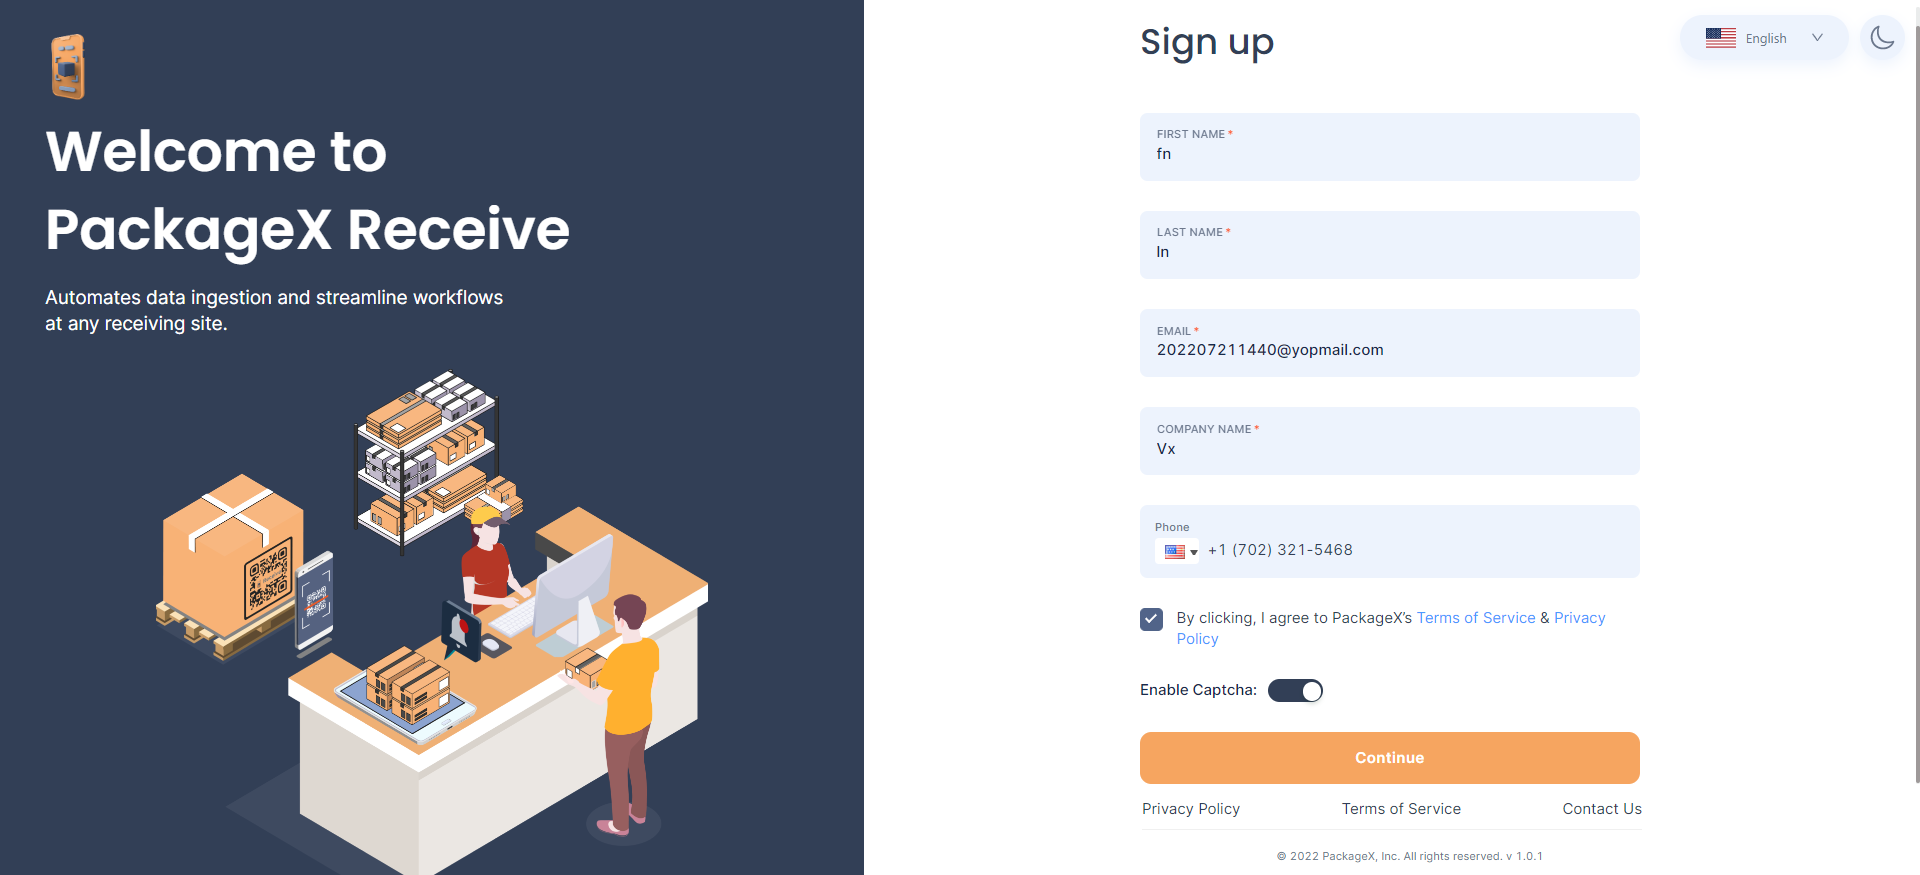 Welcome to
PackageX Receive
Automates data ingestion and streamline workflows
at any receiving site.
Sign up
English
FIRST NAME *
fn
LAST NAME *
ln
EMAIL *
202207211440@yopmail.com
COMPANY NAME *
Vx
Phone
+1 (702) 321-5468
By clicking, I agree to PackageX's Terms of Service & Privacy
Policy
Enable Captcha:
Continue
Privacy Policy Terms of Service Contact Us
© 2022 PackageX, Inc. All rights reserved. v 1.0.1